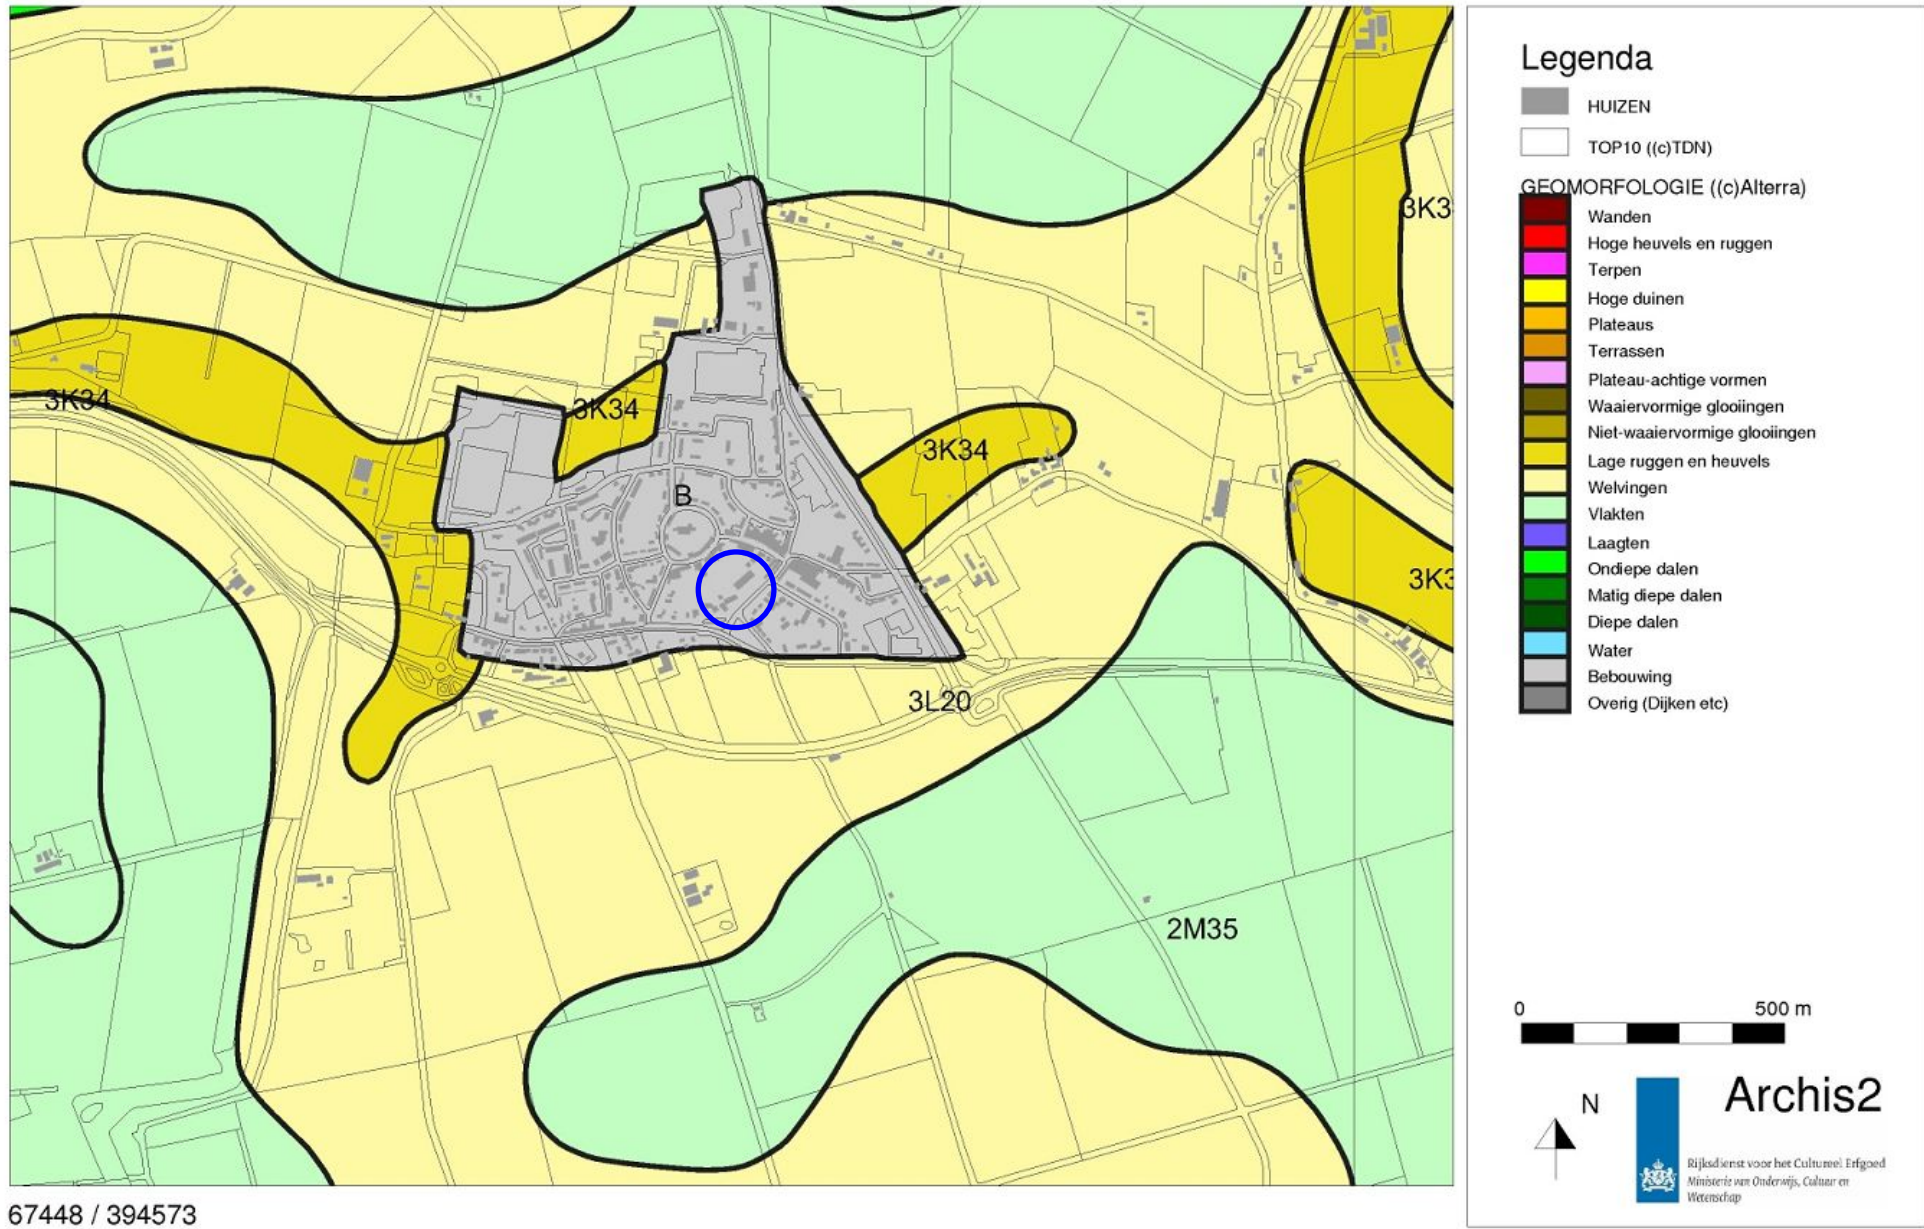 3K3
3K34
3K34
3K34
B
3K3
3L20
2M35
67448 / 394573
Legenda
HUIZEN
TOP10 ((c)TDN)
GEOMORFOLOGIE ((c)Alterra)
Wanden
Hoge heuvels en ruggen
Terpen
Hoge duinen
Plateaus
Terrassen
Plateau-achtige vormen
Waaiervormige glooiingen
Niet-waaiervormige glooiingen
Lage ruggen en heuvels
Welvingen
Vlakten
Laagten
Ondiepe dalen
Matig diepe dalen
Diepe dalen
Water
Bebouwing
Overig (Dijken etc)
0 500 m
N
Archis2
Rijksdienst voor het Cultureel Erfgoed
Ministerie van Onderwijs, Cultuur en
Wetenschap